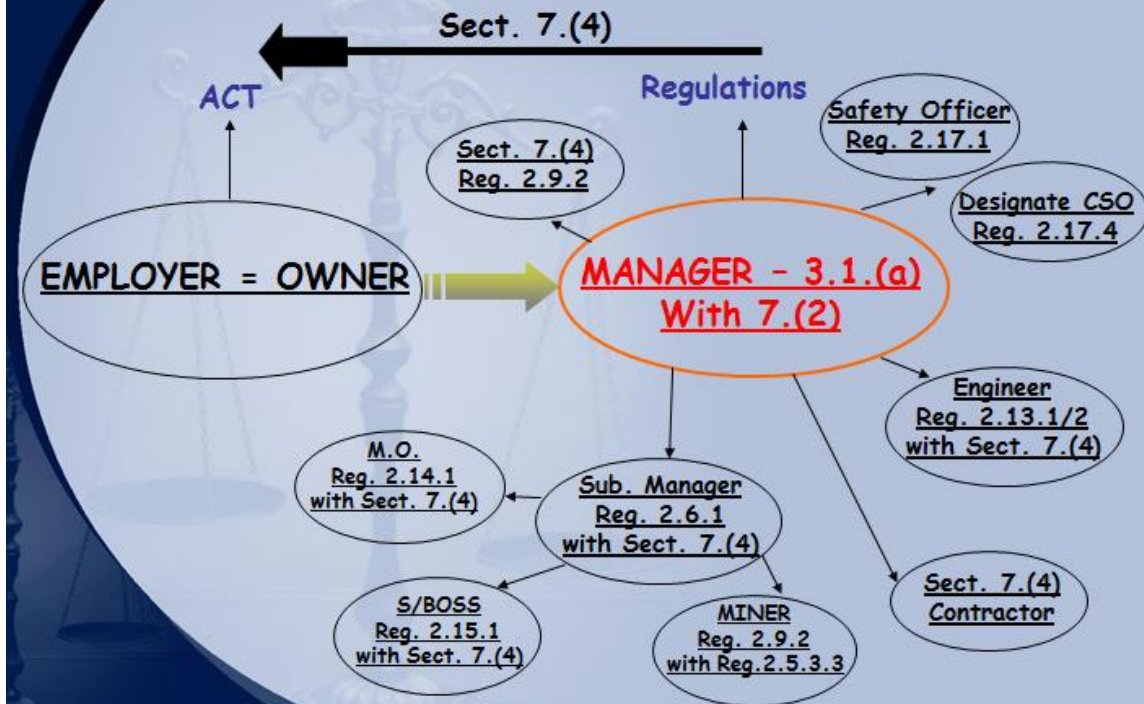 Sect. 7.(4)
ACT
Regulations
Safety Officer
Reg. 2.17.1
Sect. 7.(4)
Reg. 2.9.2
Designate CSO
Reg. 2.17.4
EMPLOYER = OWNER
MANAGER – 3.1.(a)
With 7.(2)
Engineer
Reg. 2.13.1/2
with Sect. 7.(4)
M.O.
Reg. 2.14.1
with Sect. 7.(4)
Sub. Manager
Reg. 2.6.1
with Sect. 7.(4)
Sect. 7.(4)
Contractor
S/BOSS
Reg. 2.15.1
with Sect. 7.(4)
MINER
Reg. 2.9.2
with Reg.2.5.3.3